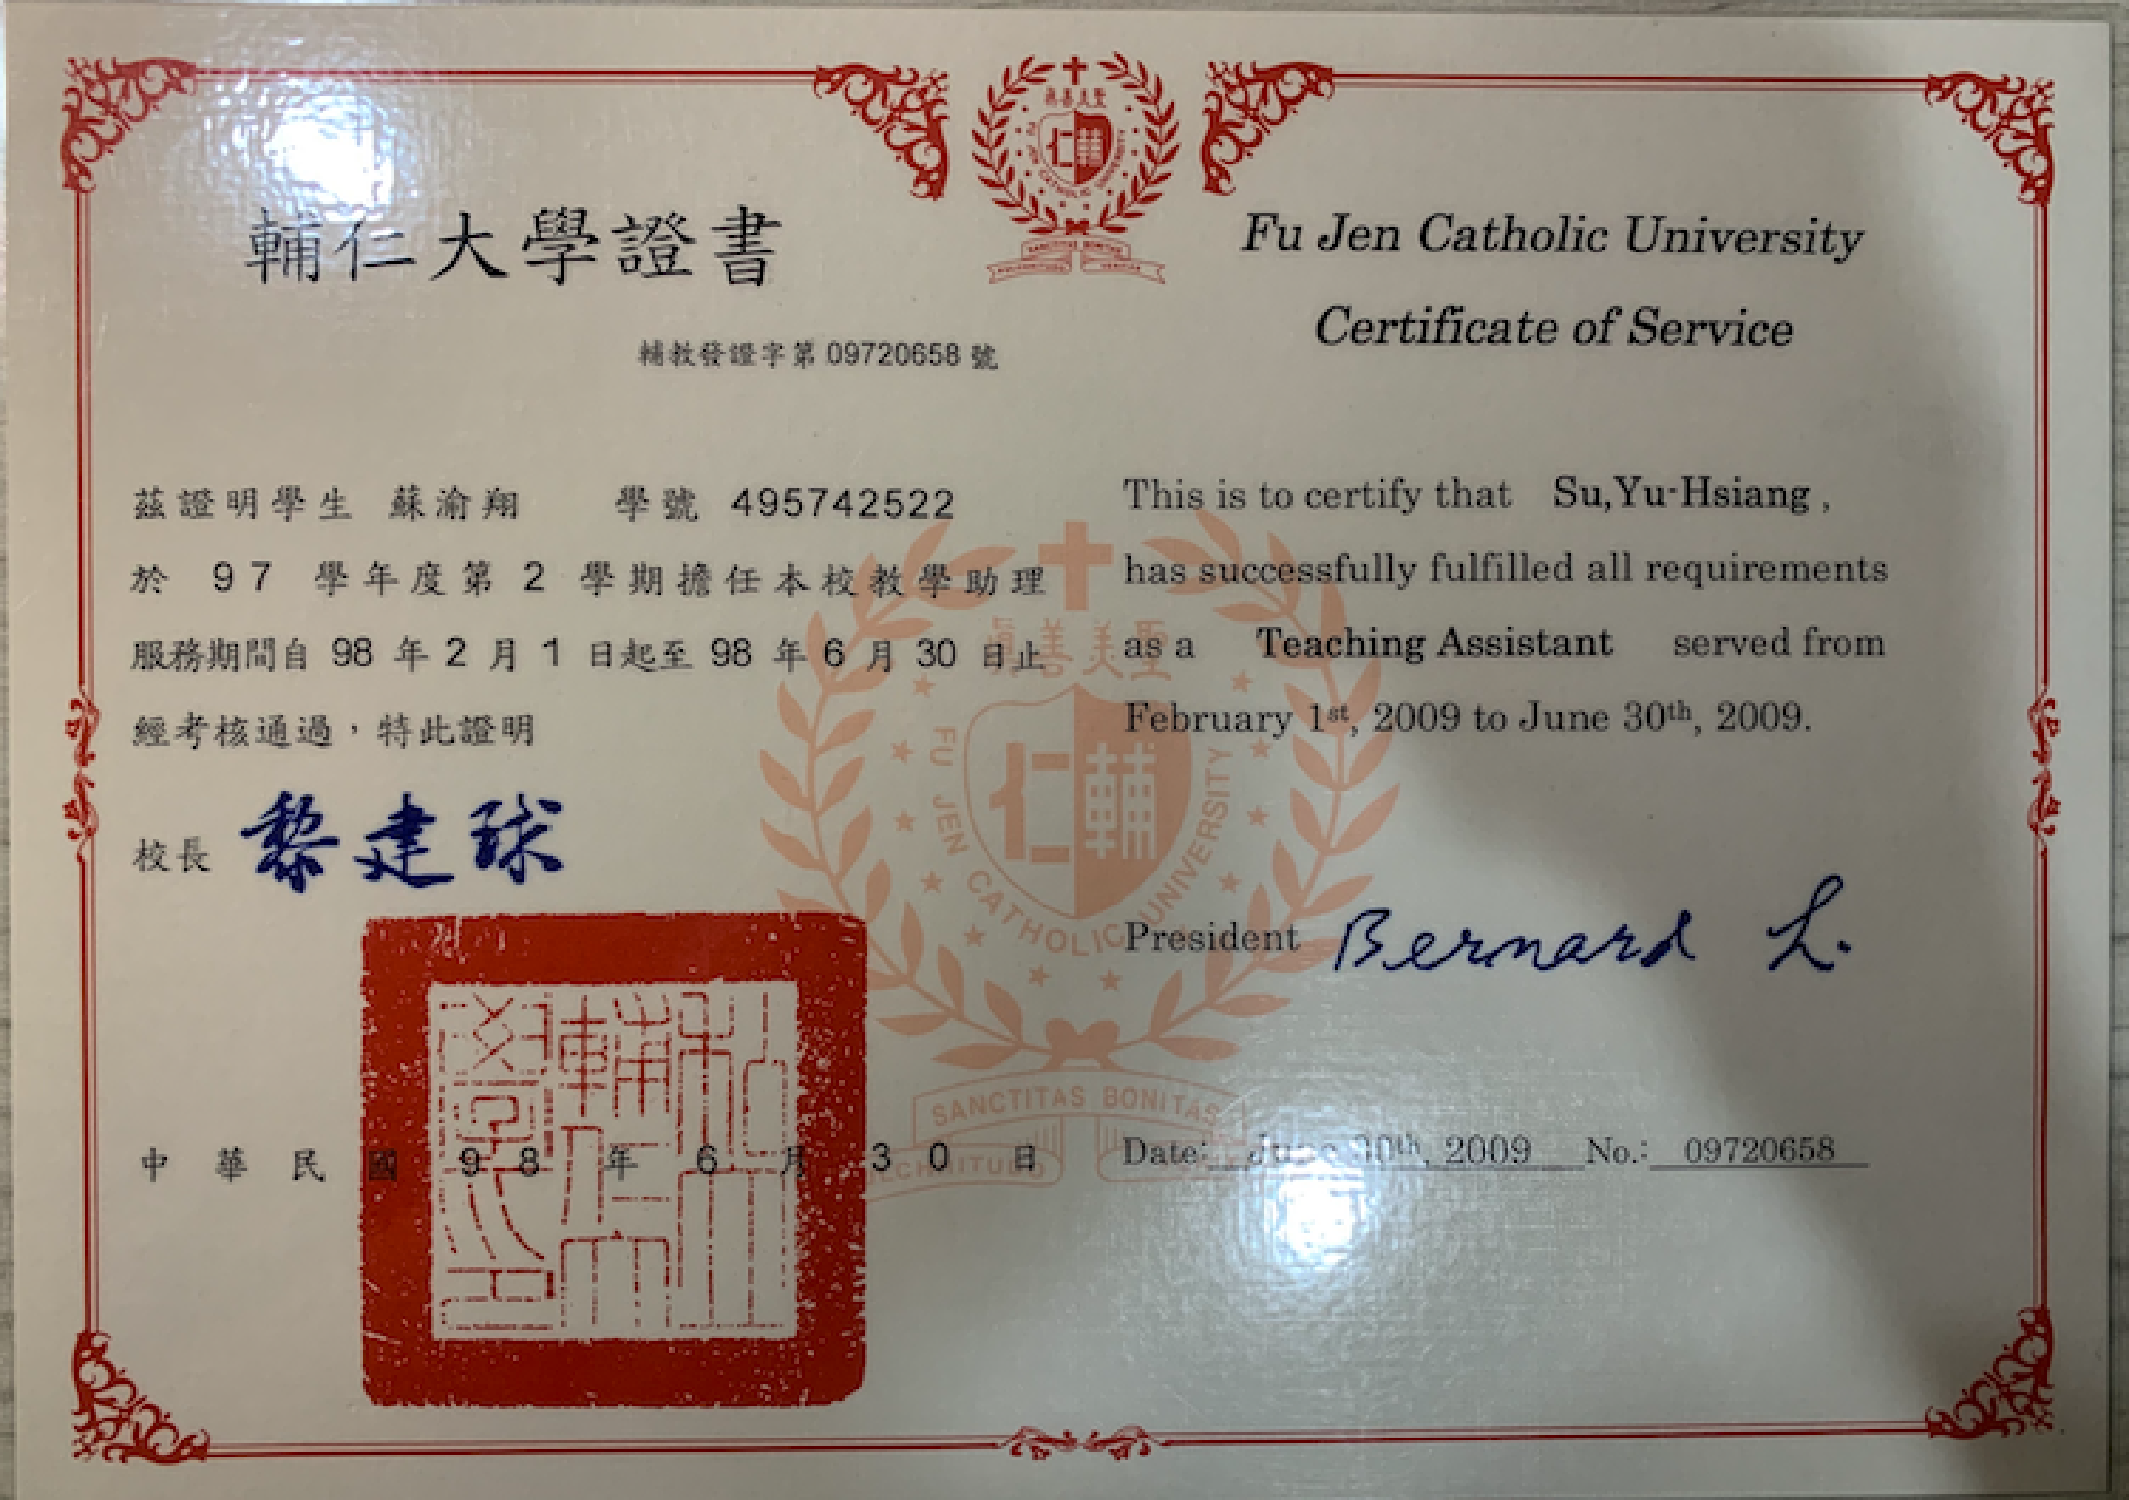 真善美聖
仁 輔
FU JEN CATHOLIC UNIVERSITY
SANCTITAS BONITAS
輔仁大學證書
輔教發證字第 09720658 號
茲證明學生 蘇渝翔 學號 495742522
於 97 學年度第 2 學期擔任本校教學助理
服務期間自 98 年 2 月 1 日起至 98 年 6 月 30 日止
經考核通過，特此證明
校長 黎建球
中華民國 98 年 6 月 30 日
Fu Jen Catholic University
Certificate of Service
This is to certify that Su,Yu-Hsiang ,
has successfully fulfilled all requirements
as a Teaching Assistant served from
February 1st, 2009 to June 30th, 2009.
President Bernard L.
Date: June 30th, 2009 No.: 09720658
真善美聖
仁 輔
FU JEN CATHOLIC UNIVERSITY
SANCTITAS BONITAS